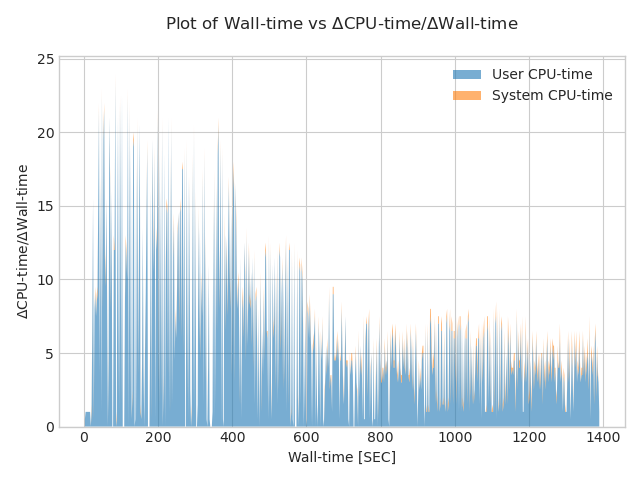 Plot of Wall-time vs ΔCPU-time/ΔWall-time
User CPU-time
System CPU-time
ΔCPU-time/ΔWall-time
25
20
15
10
5
0
0 200 400 600 800 1000 1200 1400
Wall-time [SEC]